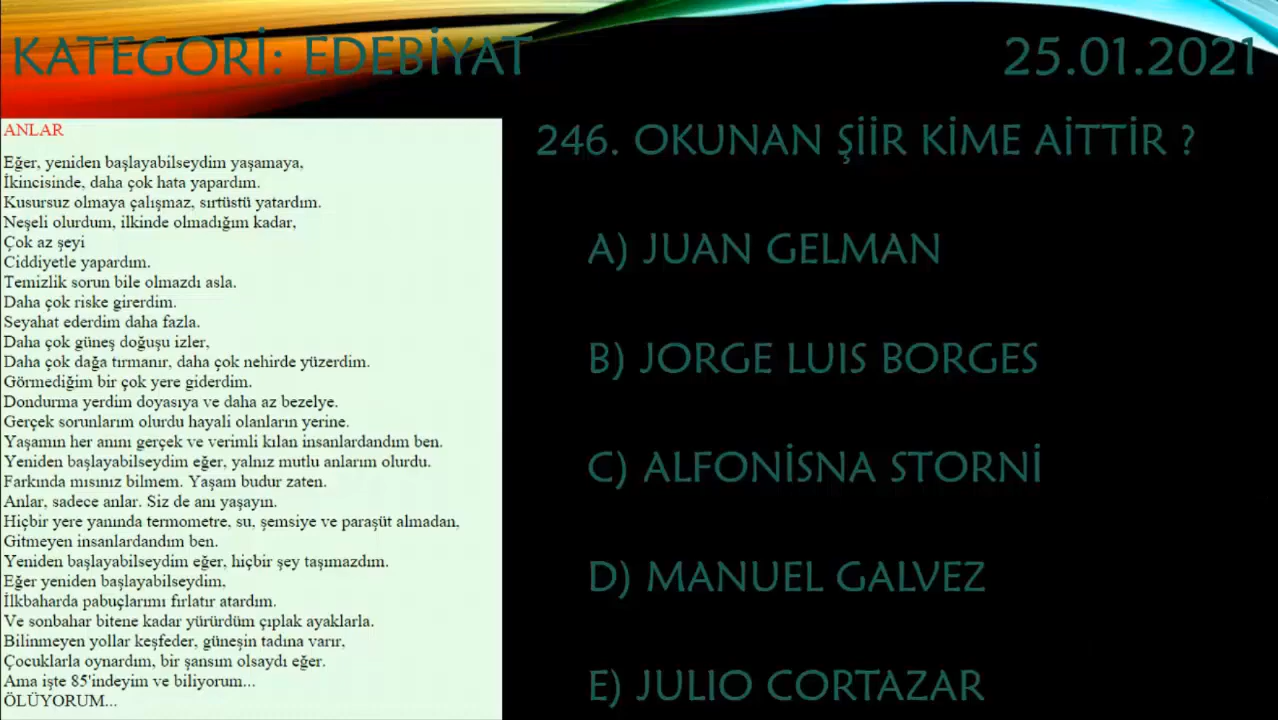 KATEGORİ: EDEBİYAT
25.01.2021
ANLAR
Eğer, yeniden başlayabilseydim yaşamaya,
İkincisinde, daha çok hata yapardım.
Kusursuz olmaya çalışmaz, sırtüstü yatardım.
Neşeli olurdum, ilkinde olmadığım kadar,
Çok az şeyi
Ciddiyetle yapardım.
Temizlik sorun bile olmazdı asla.
Daha çok riske girerdim.
Seyahat ederdim daha fazla.
Daha çok güneş doğuşu izler,
Daha çok dağa tırmanır, daha çok nehirde yüzerdim.
Görmediğim bir çok yere giderdim.
Dondurma yerdim doyasıya ve daha az bezelye.
Gerçek sorunlarım olurdu hayali olanların yerine.
Yaşamın her anını gerçek ve verimli kılan insanlardandım ben.
Yeniden başlayabilseydim eğer, yalnız mutlu anlarım olurdu.
Farkında mısınız bilmem. Yaşam budur zaten.
Anlar, sadece anlar. Siz de anı yaşayın.
Hiçbir yere yanında termometre, su, şemsiye ve paraşüt almadan,
Gitmeyen insanlardandım ben.
Yeniden başlayabilseydim eğer, hiçbir şey taşımazdım.
Eğer yeniden başlayabilseydim,
İlkbaharda pabuçlarımı fırlatır atardım.
Ve sonbahar bitene kadar yürürdüm çıplak ayaklarla.
Bilinmeyen yollar keşfeder, güneşin tadına varır,
Çocuklarla oynardım, bir şansım olsaydı eğer.
Ama işte 85'indeyim ve biliyorum...
ÖLÜYORUM...
246. OKUNAN ŞİİR KİME AİTTİR ?
A) JUAN GELMAN
B) JORGE LUIS BORGES
C) ALFONİSNA STORNİ
D) MANUEL GALVEZ
E) JULIO CORTAZAR